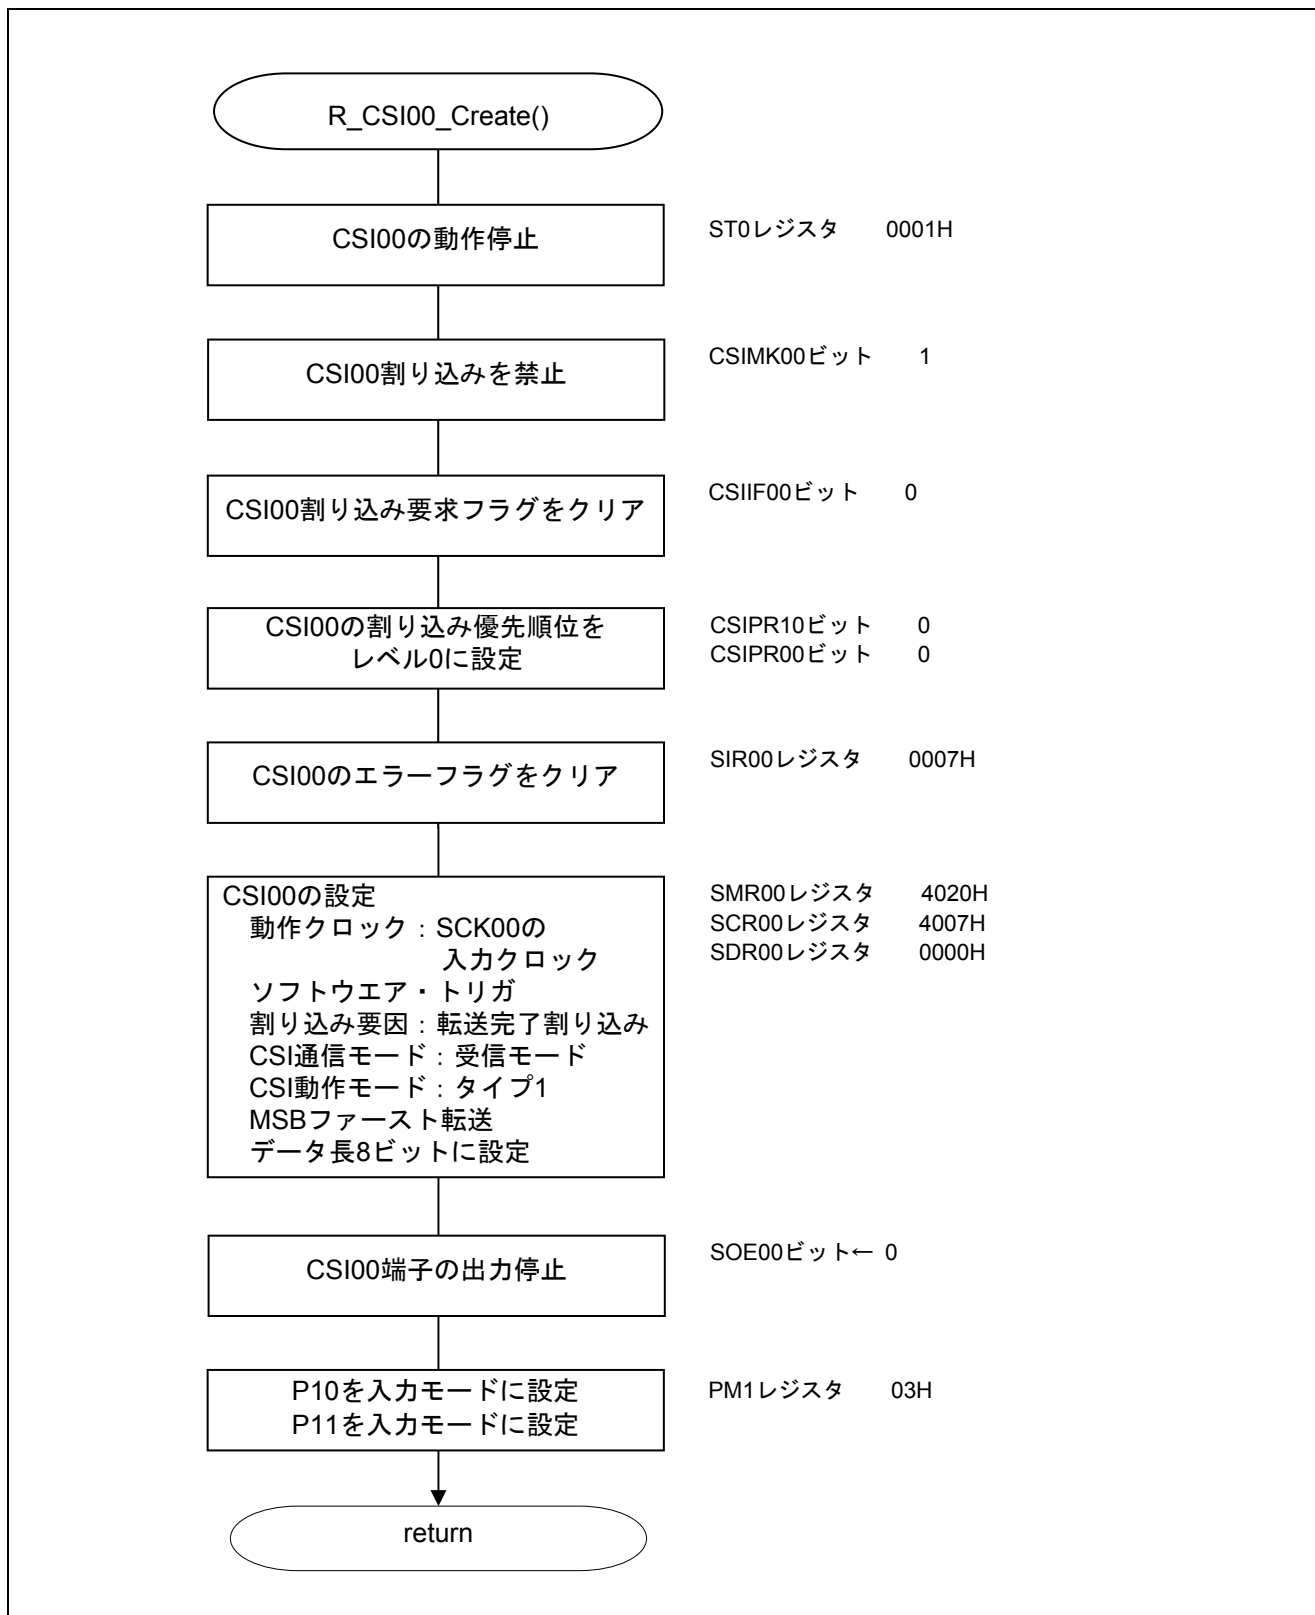 R_CSI00_Create()
CSI00の動作停止
ST0レジスタ 0001H
CSI00割り込みを禁止
CSIMK00ビット 1
CSI00割り込み要求フラグをクリア
CSIIF00ビット 0
CSI00の割り込み優先順位を
レベル0に設定
CSIPR10ビット 0
CSIPR00ビット 0
CSI00のエラーフラグをクリア
SIR00レジスタ 0007H
CSI00の設定
動作クロック：SCK00の
入力クロック
ソフトウエア・トリガ
割り込み要因：転送完了割り込み
CSI通信モード：受信モード
CSI動作モード：タイプ1
MSBファースト転送
データ長8ビットに設定
SMR00レジスタ 4020H
SCR00レジスタ 4007H
SDR00レジスタ 0000H
CSI00端子の出力停止
SOE00ビット← 0
P10を入力モードに設定
P11を入力モードに設定
PM1レジスタ 03H
return